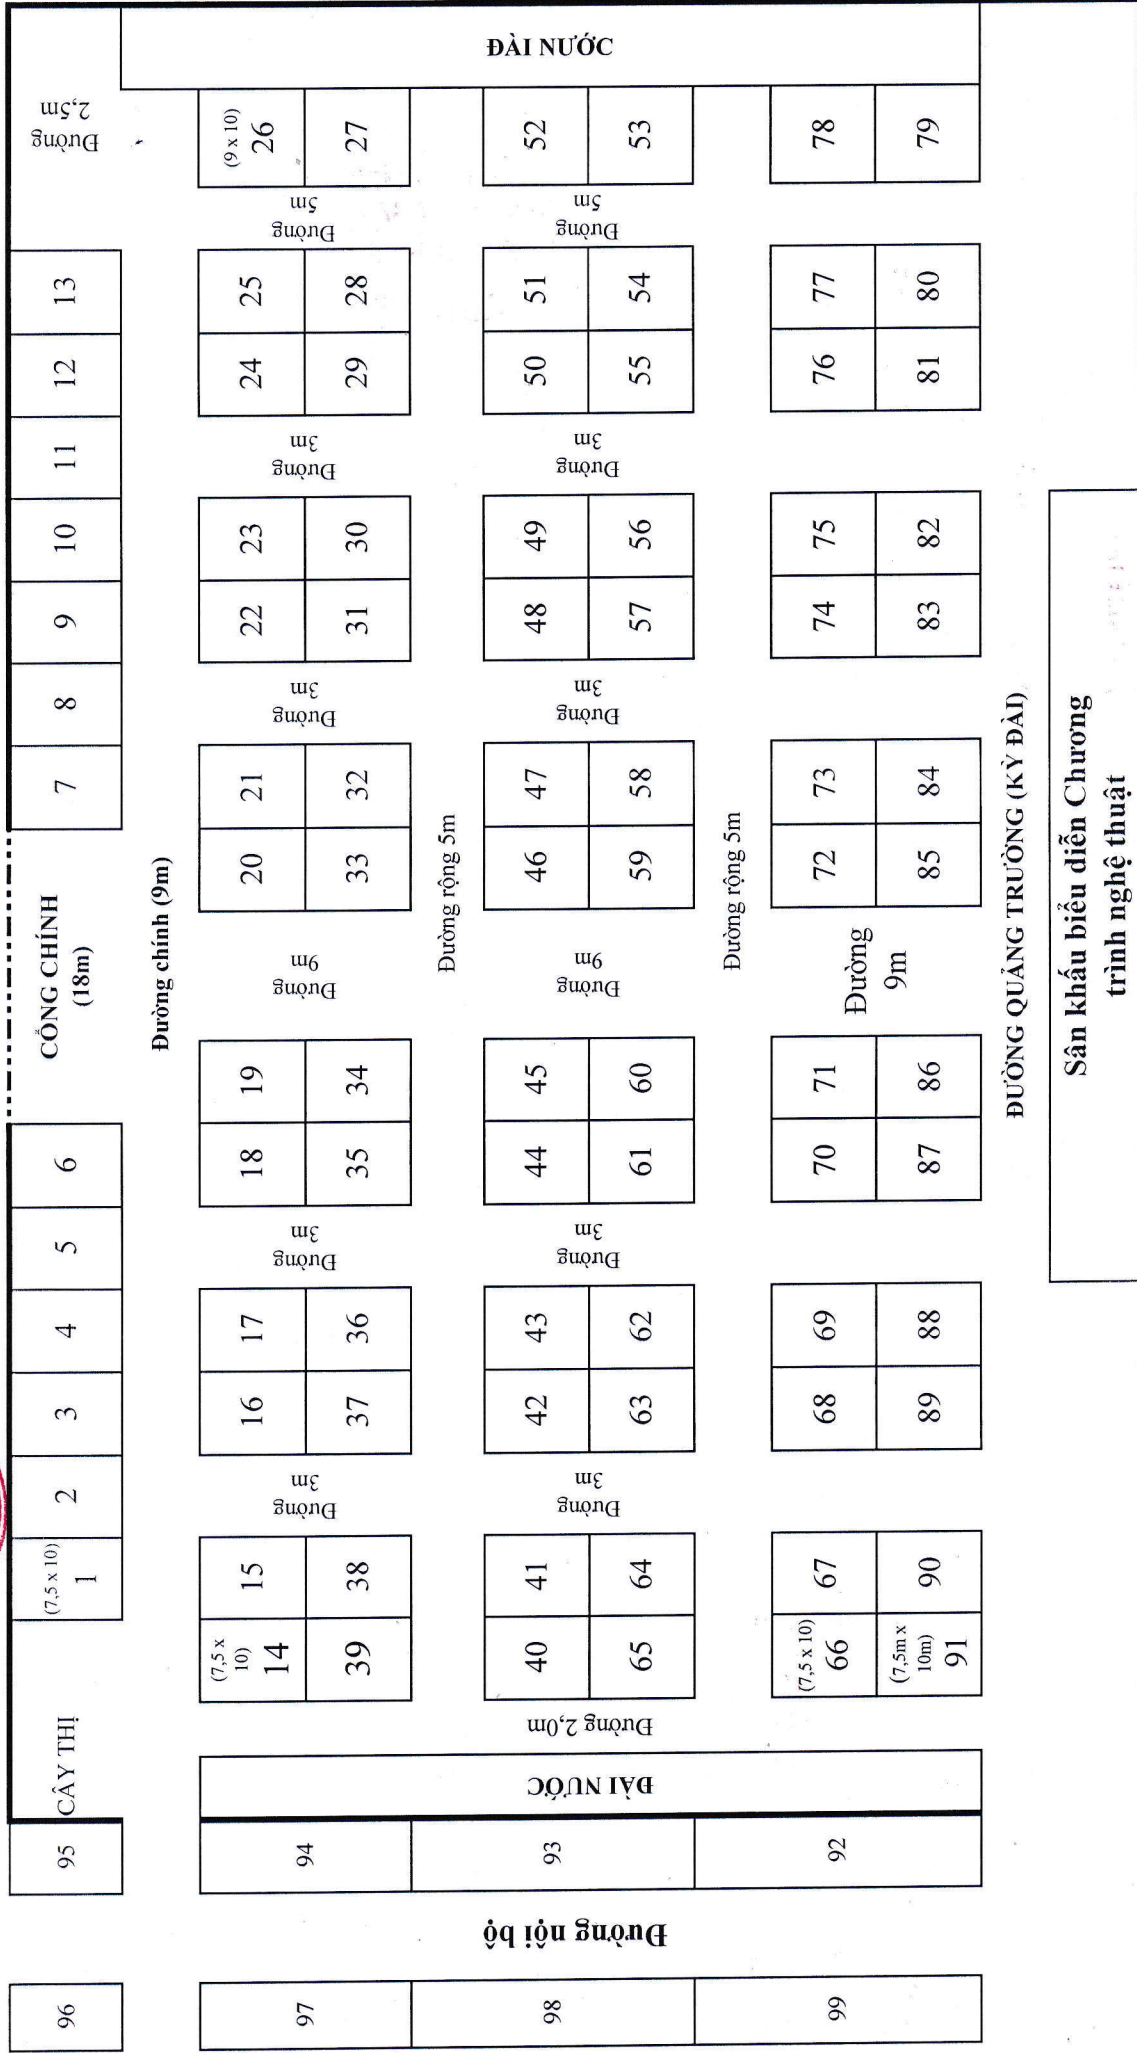 96
95
CÂY THỊ
(7,5 x 10)
1
2
3
4
5
6
CỔNG CHÍNH
(18m)
7
8
9
10
11
12
13
Đường
2,5m
Đường chính (9m)
97
94
(7,5 x
10)
14
15
Đường
3m
16
17
Đường
3m
18
19
Đường
9m
20
21
Đường
3m
22
23
Đường
3m
24
25
Đường
5m
(9 x 10)
26
39
38
37
36
35
34
33
32
31
30
29
28
27
Đường rộng 5m
Đường nội bộ
98
93
ĐÀI NƯỚC
Đường 2,0m
40
41
Đường
3m
42
43
Đường
3m
44
45
Đường
9m
46
47
Đường
3m
48
49
Đường
3m
50
51
Đường
5m
52
ĐÀI NƯỚC
65
64
63
62
61
60
59
58
57
56
55
54
53
Đường rộng 5m
99
92
(7,5 x 10)
66
67
68
69
70
71
Đường
9m
72
73
74
75
76
77
78
(7,5m x
10m)
91
90
89
88
87
86
85
84
83
82
81
80
79
ĐƯỜNG QUẢNG TRƯỜNG (KỲ ĐÀI)
Sân khấu biểu diễn Chương
trình nghệ thuật